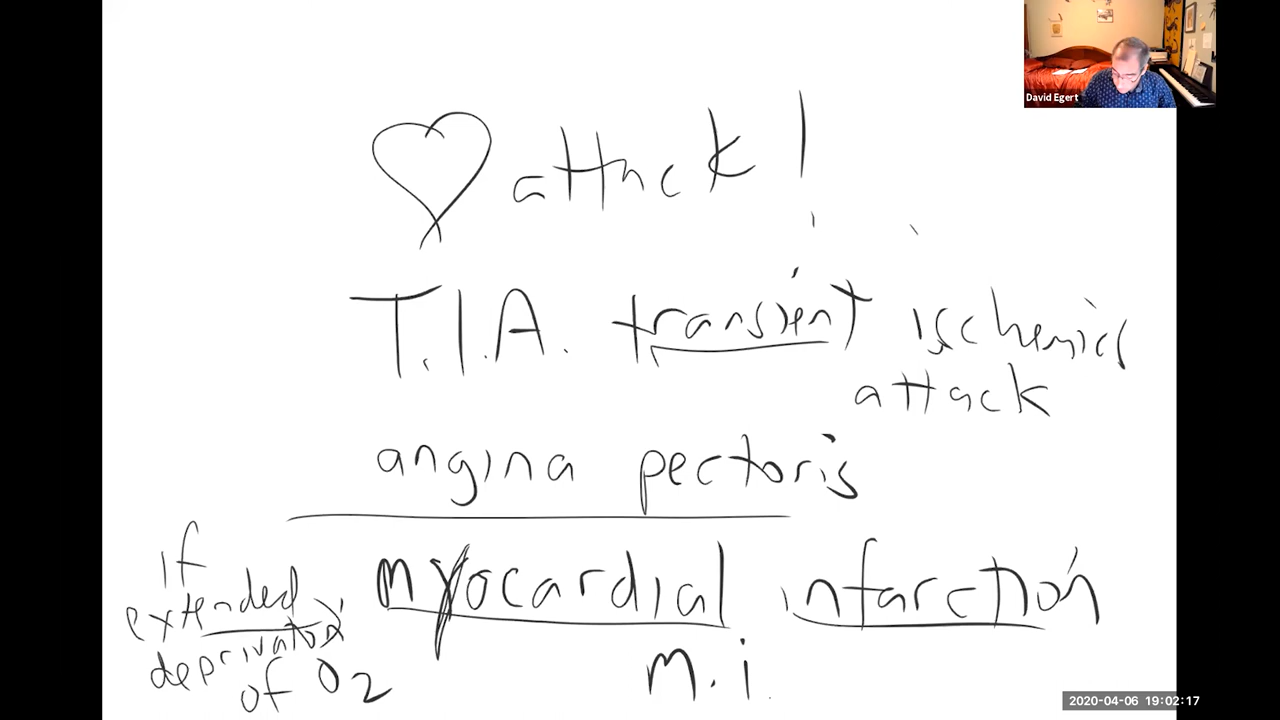 David Egert
attack!
T.I.A. transient ischemic
attack
angina pectoris
if
extended
deprivation
of O2
myocardial infarction
m.i.
2020-04-06 19:02:17